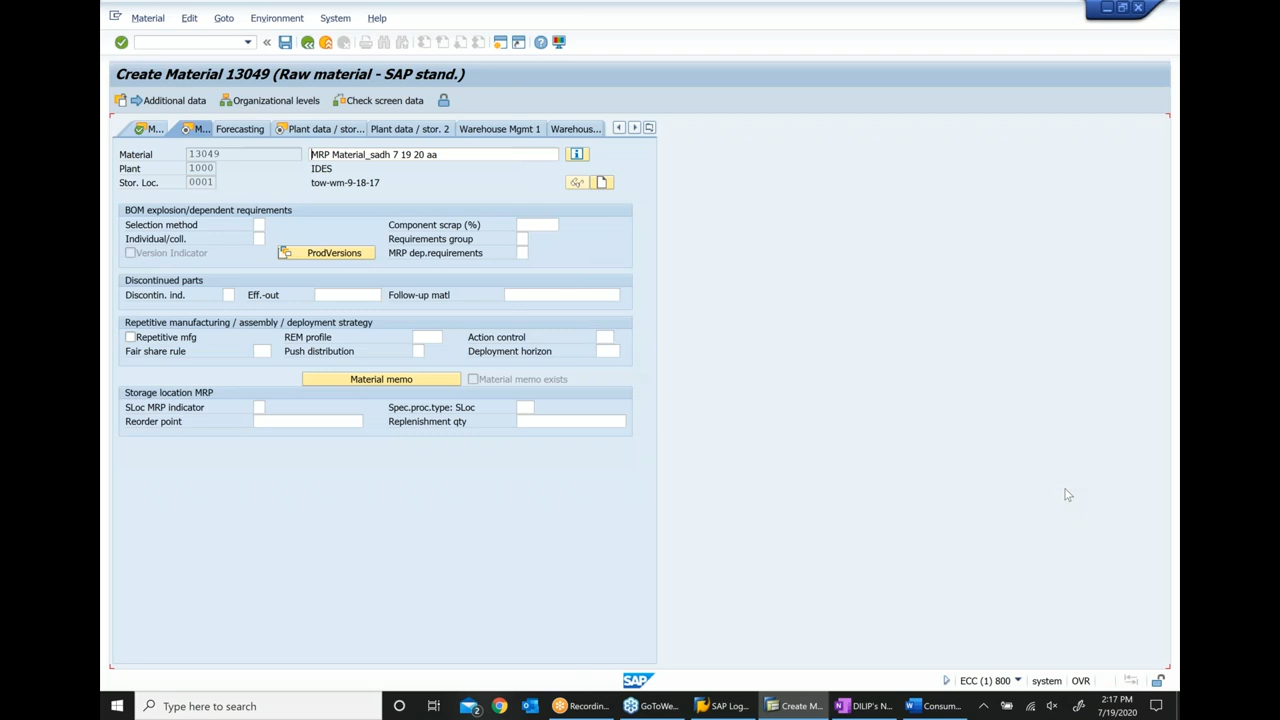 Material Edit Goto Environment System Help
Create Material 13049 (Raw material - SAP stand.)
Additional data Organizational levels Check screen data
M... M... Forecasting Plant data / stor... Plant data / stor. 2 Warehouse Mgmt 1 Warehous...
Material 13049 MRP Material_sadh 7 19 20 aa
Plant 1000 IDES
Stor. Loc. 0001 tow-wm-9-18-17
BOM explosion/dependent requirements
Selection method Component scrap (%)
Individual/coll. Requirements group
Version Indicator ProdVersions MRP dep.requirements
Discontinued parts
Discontin. ind. Eff.-out Follow-up matl
Repetitive manufacturing / assembly / deployment strategy
Repetitive mfg REM profile Action control
Fair share rule Push distribution Deployment horizon
Material memo Material memo exists
Storage location MRP
SLoc MRP indicator Spec.proc.type: SLoc
Reorder point Replenishment qty
SAP ECC (1) 800 system OVR
Type here to search 2 Recordin... GoToWe... SAP Log... Create M... DILIP's N... Consum... 2:17 PM
7/19/2020